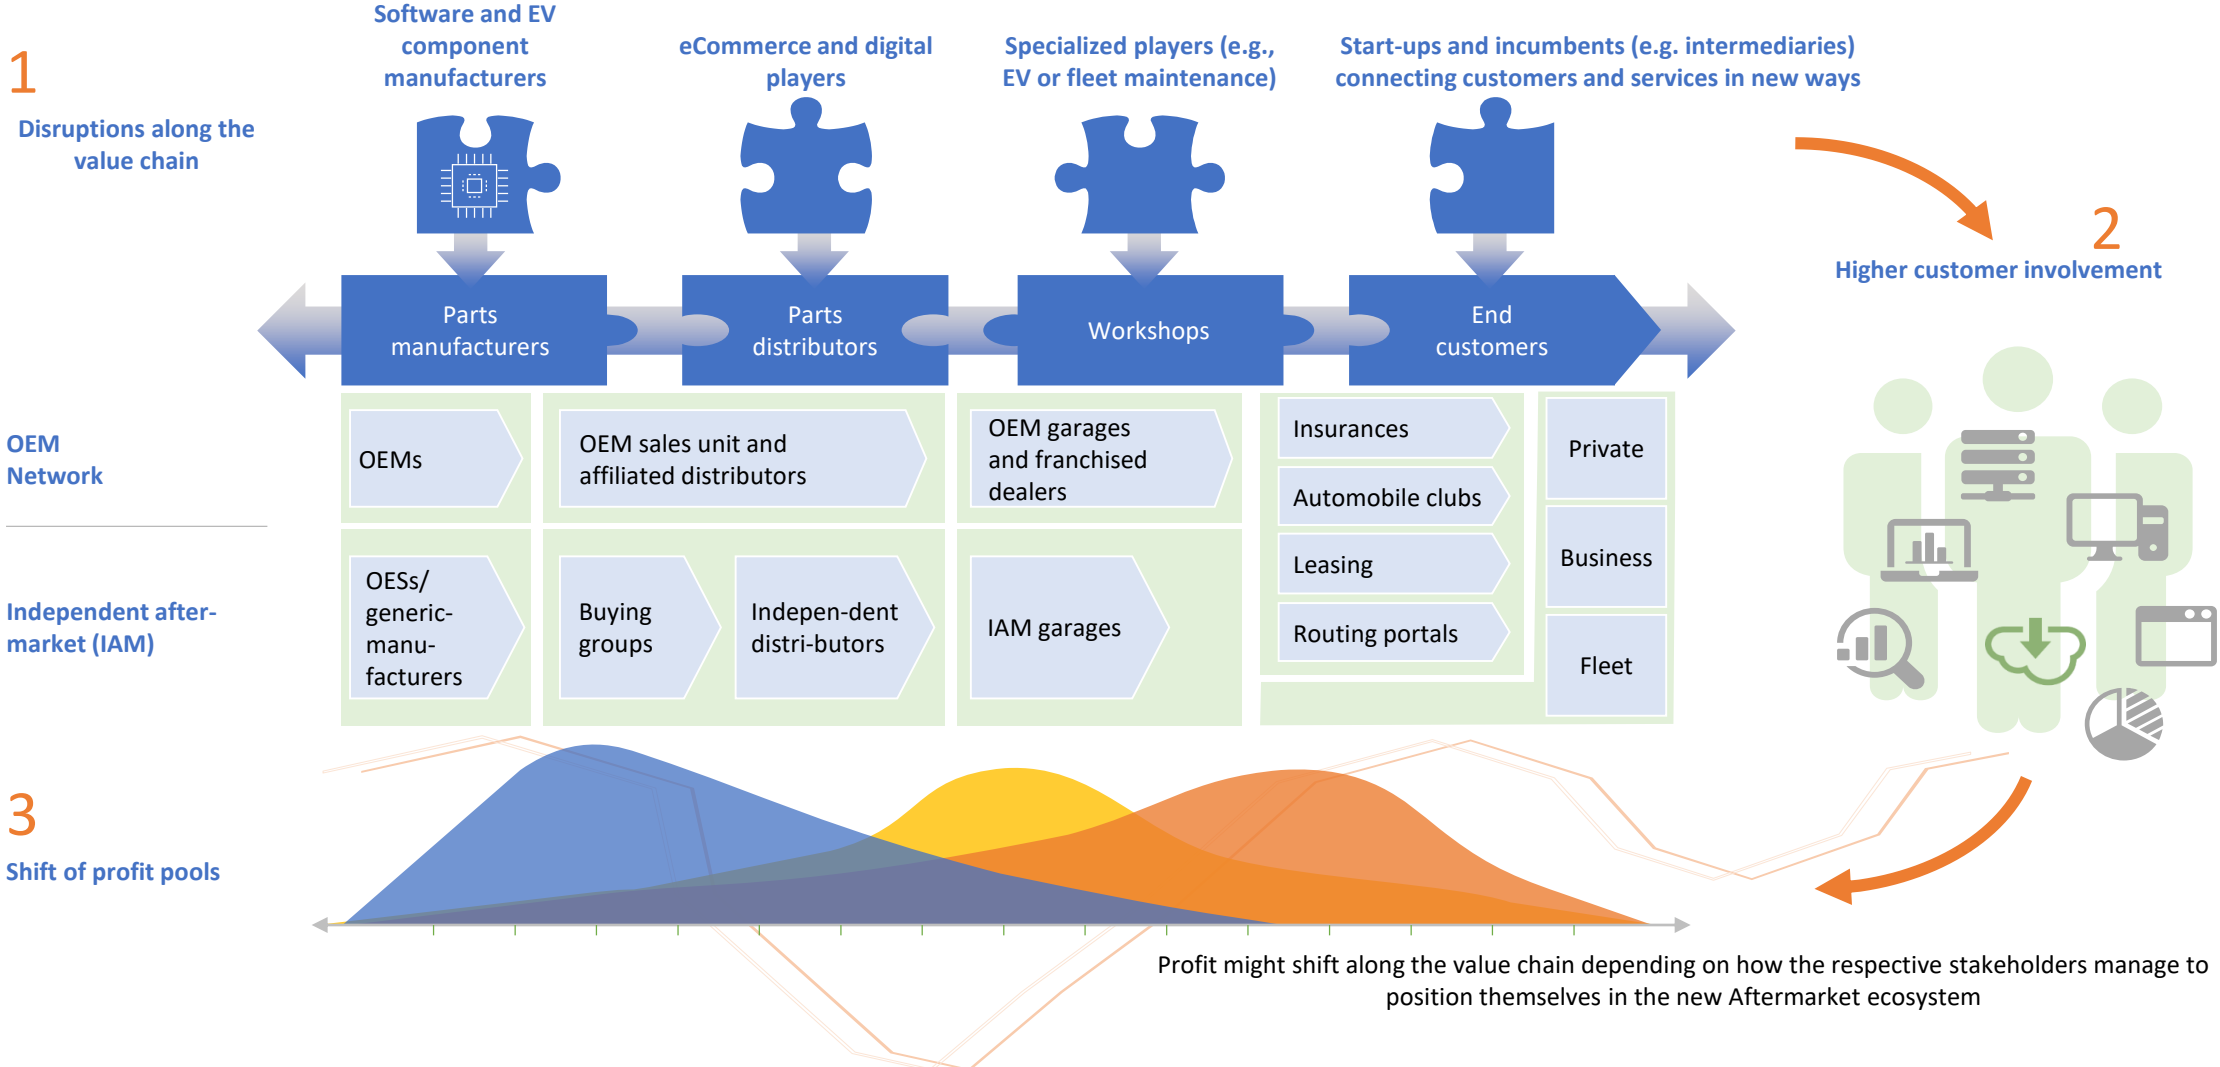 1
Disruptions along the
value chain
Software and EV
component
manufacturers
eCommerce and digital
players
Specialized players (e.g.,
EV or fleet maintenance)
Start-ups and incumbents (e.g. intermediaries)
connecting customers and services in new ways
2
Higher customer involvement
Parts
manufacturers
Parts
distributors
Workshops
End
customers
OEM
Network
OEMs
OEM sales unit and
affiliated distributors
OEM garages
and franchised
dealers
Insurances
Automobile clubs
Leasing
Routing portals
Private
Business
Fleet
Independent after-
market (IAM)
OESs/
generic-
manu-
facturers
Buying
groups
Indepen-dent
distri-butors
IAM garages
3
Shift of profit pools
Profit might shift along the value chain depending on how the respective stakeholders manage to
position themselves in the new Aftermarket ecosystem